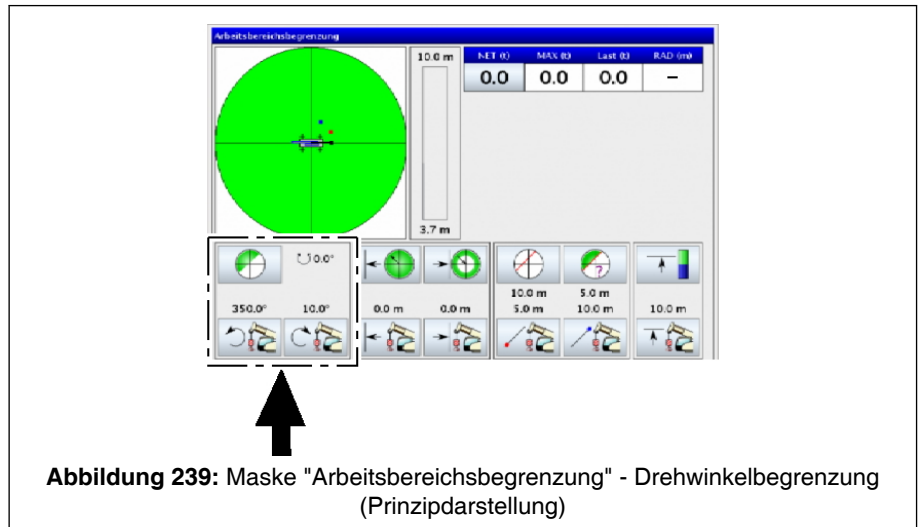 Arbeitsbereichsbegrenzung
10.0 m
NET (t) MAX (t) Last (t) RAD (m)
0.0 0.0 0.0 –
3.7 m
0.0°
?
10.0 m 5.0 m
350.0° 10.0° 0.0 m 0.0 m 5.0 m 10.0 m 10.0 m
Abbildung 239: Maske "Arbeitsbereichsbegrenzung" - Drehwinkelbegrenzung
(Prinzipdarstellung)